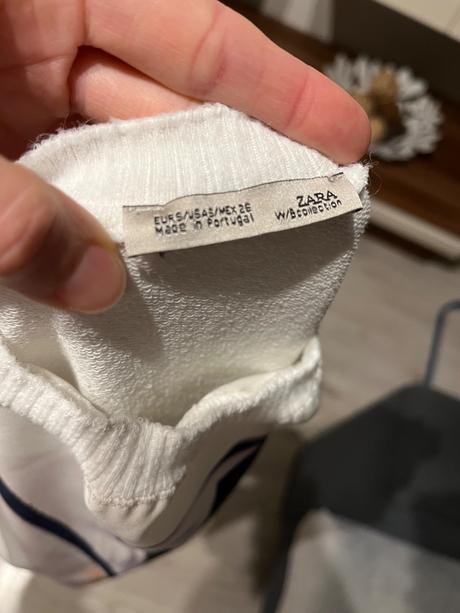 EUR S/USA S/MEX 26
Made in Portugal
ZARA
W/B collection